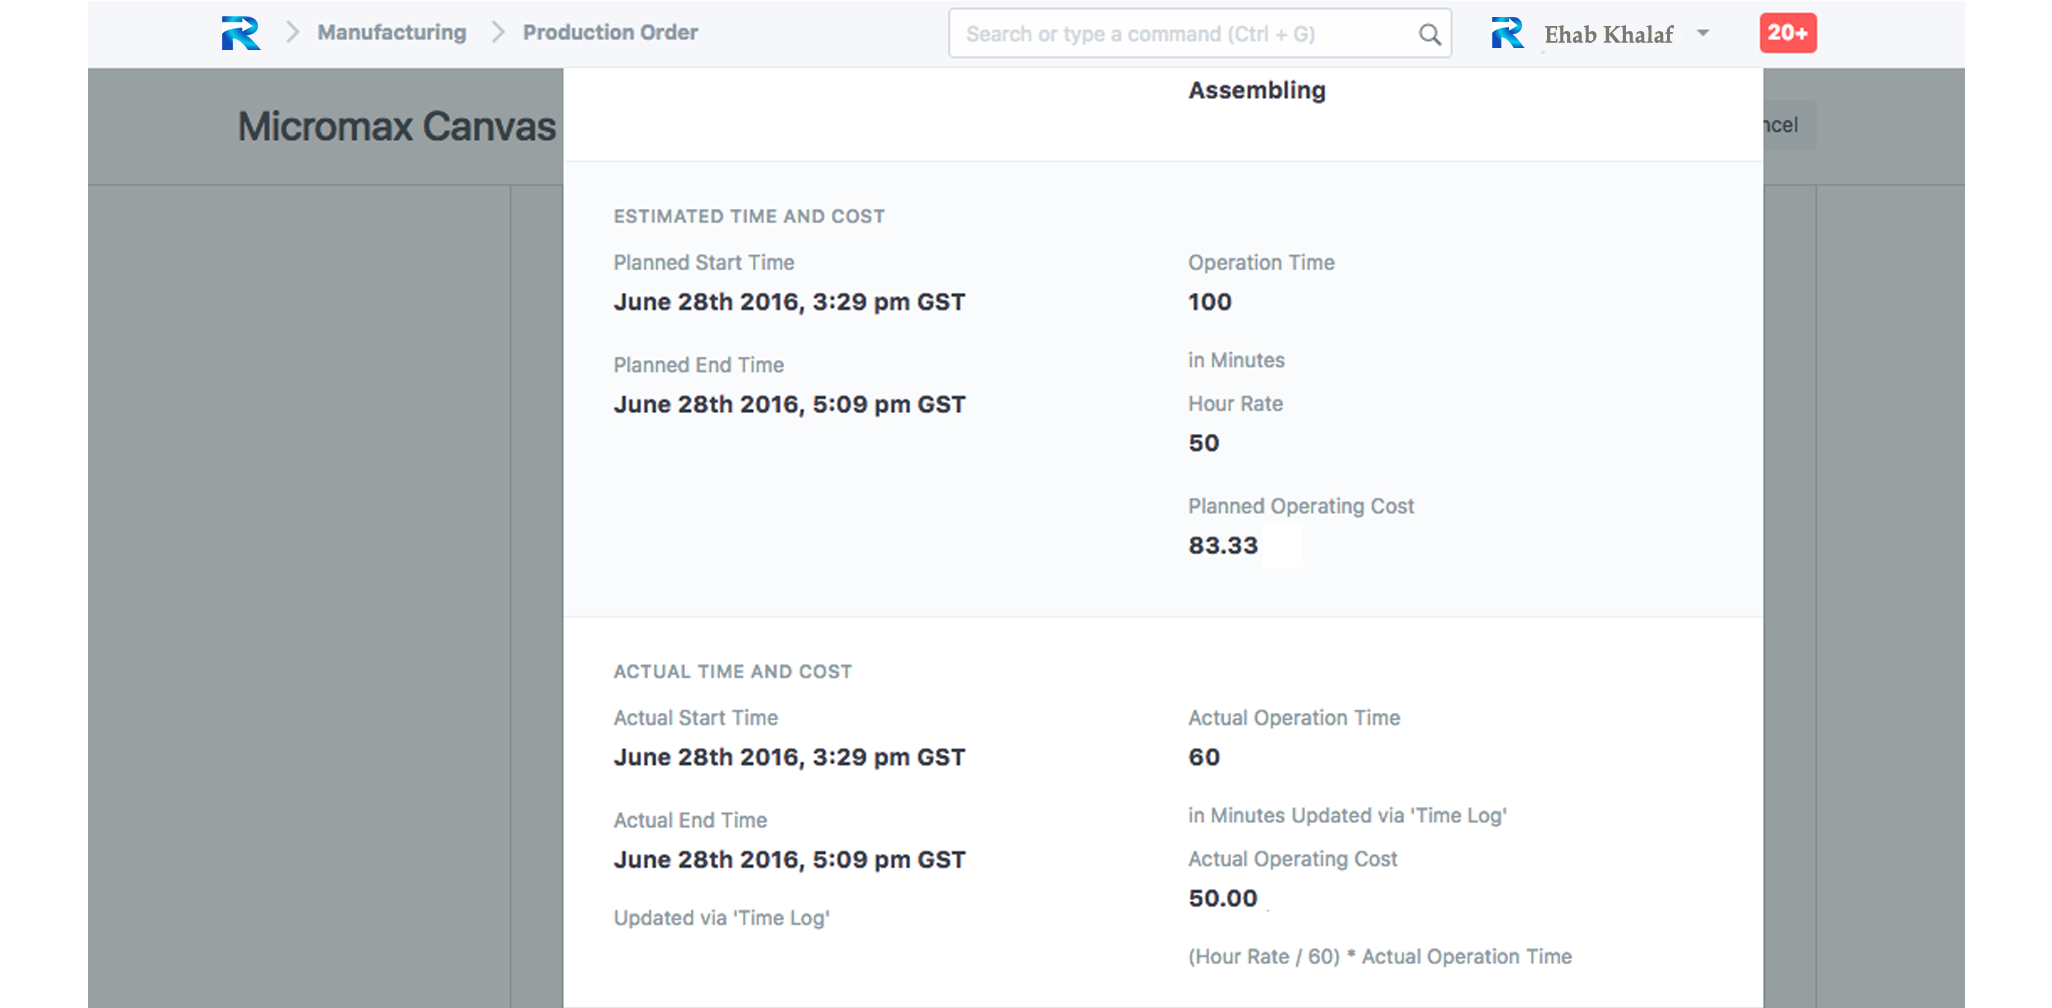 Manufacturing
Production Order
Search or type a command (Ctrl + G)
Ehab Khalaf
20+
Micromax Canvas
ncel
Assembling
ESTIMATED TIME AND COST
Planned Start Time
June 28th 2016, 3:29 pm GST
Planned End Time
June 28th 2016, 5:09 pm GST
Operation Time
100
in Minutes
Hour Rate
50
Planned Operating Cost
83.33
ACTUAL TIME AND COST
Actual Start Time
June 28th 2016, 3:29 pm GST
Actual End Time
June 28th 2016, 5:09 pm GST
Updated via 'Time Log'
Actual Operation Time
60
in Minutes Updated via 'Time Log'
Actual Operating Cost
50.00
(Hour Rate / 60) * Actual Operation Time